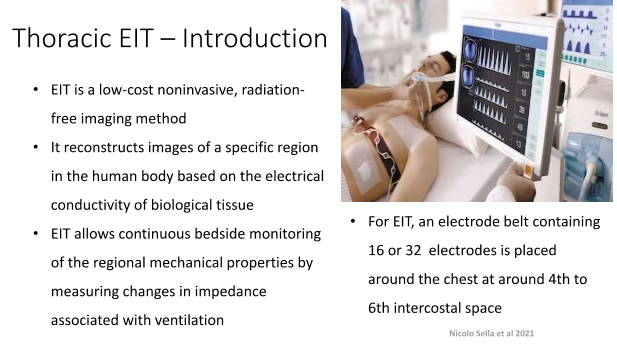 Thoracic EIT – Introduction
• EIT is a low-cost noninvasive, radiation-
free imaging method
• It reconstructs images of a specific region
in the human body based on the electrical
conductivity of biological tissue
• EIT allows continuous bedside monitoring
of the regional mechanical properties by
measuring changes in impedance
associated with ventilation
• For EIT, an electrode belt containing
16 or 32 electrodes is placed
around the chest at around 4th to
6th intercostal space
Nicolo Sella et al 2021